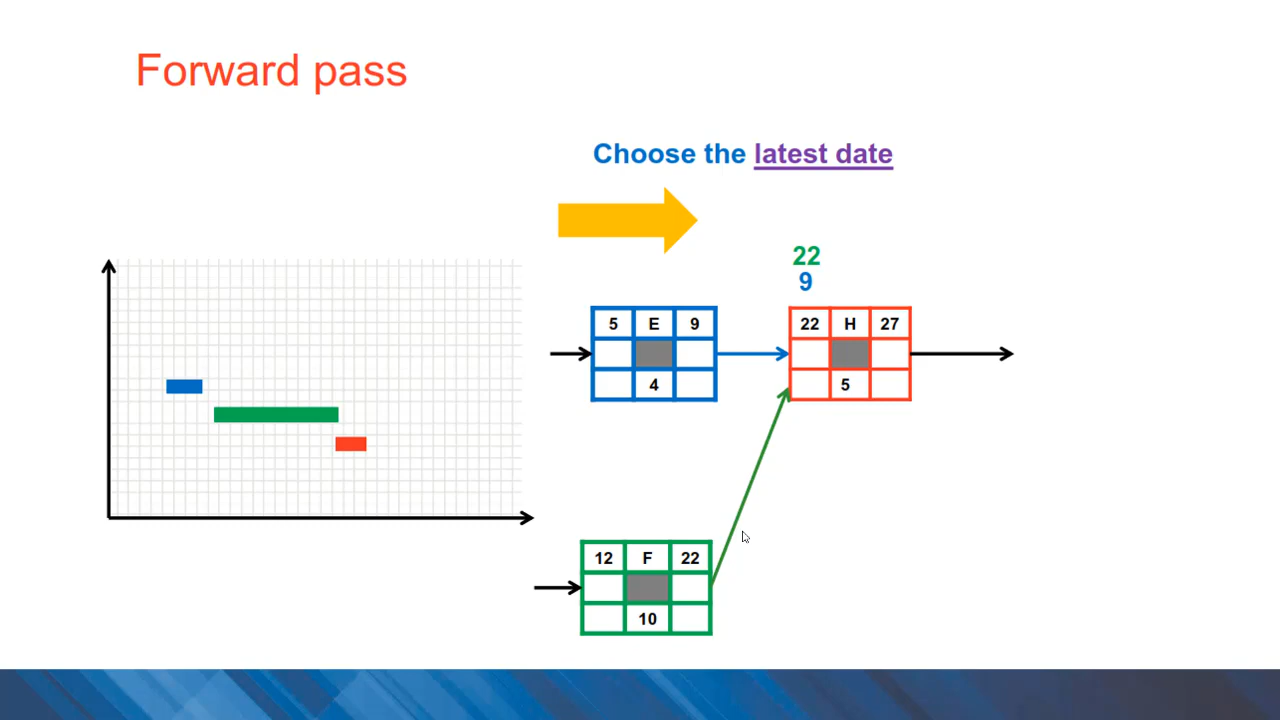 Forward pass
Choose the latest date
22
9
5 E 9
4
22 H 27
5
12 F 22
10